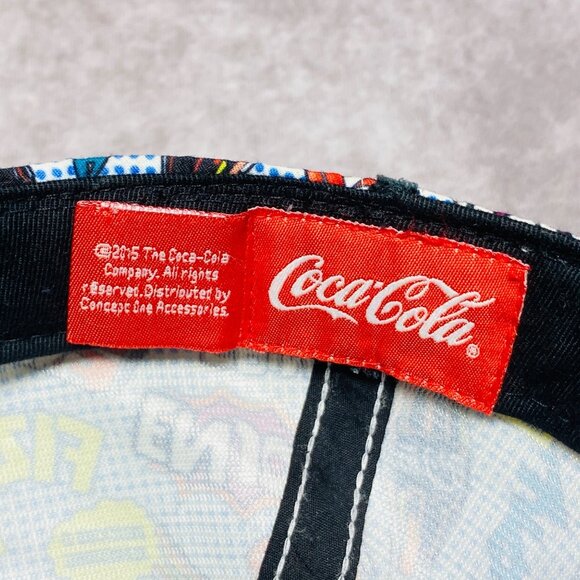 ©2015 The Coca-Cola
Company. All rights
reserved. Distributed by
Concept One Accessories.
Coca-Cola®